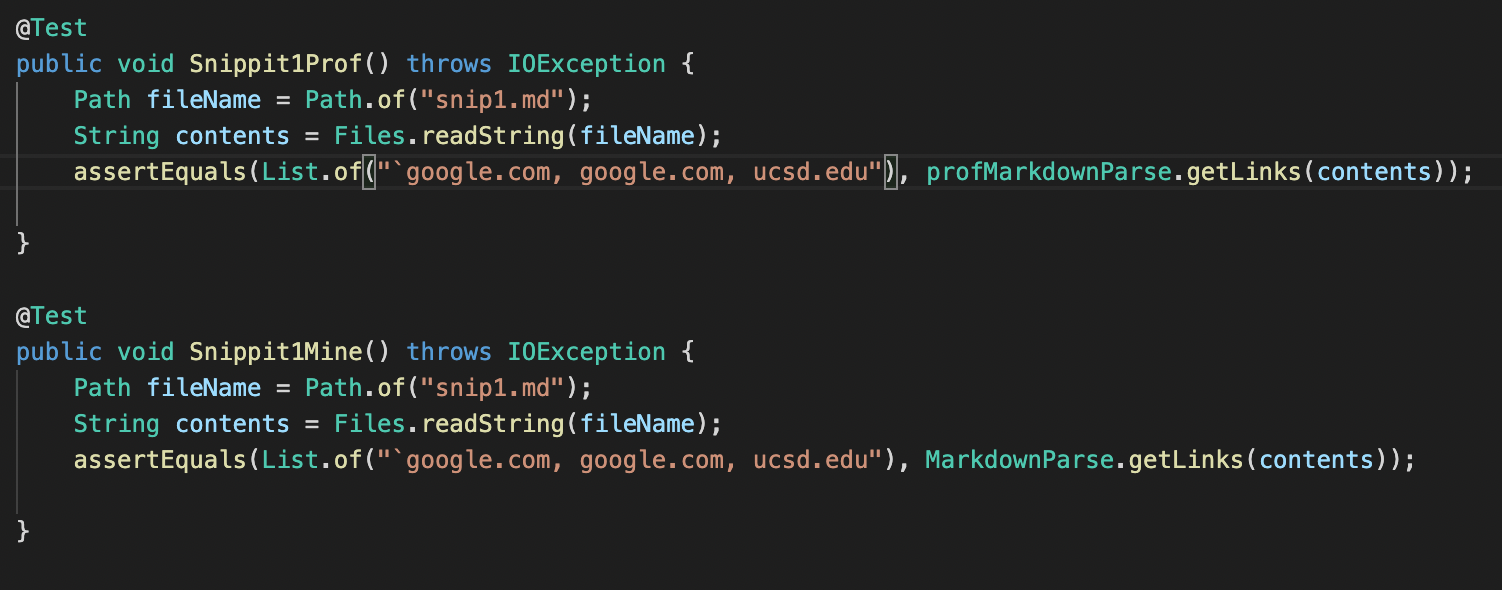 @Test
public void Snippit1Prof() throws IOException {
    Path fileName = Path.of("snip1.md");
    String contents = Files.readString(fileName);
    assertEquals(List.of("`google.com, google.com, ucsd.edu"), profMarkdownParse.getLinks(contents));
}
@Test
public void Snippit1Mine() throws IOException {
    Path fileName = Path.of("snip1.md");
    String contents = Files.readString(fileName);
    assertEquals(List.of("`google.com, google.com, ucsd.edu"), MarkdownParse.getLinks(contents));
}